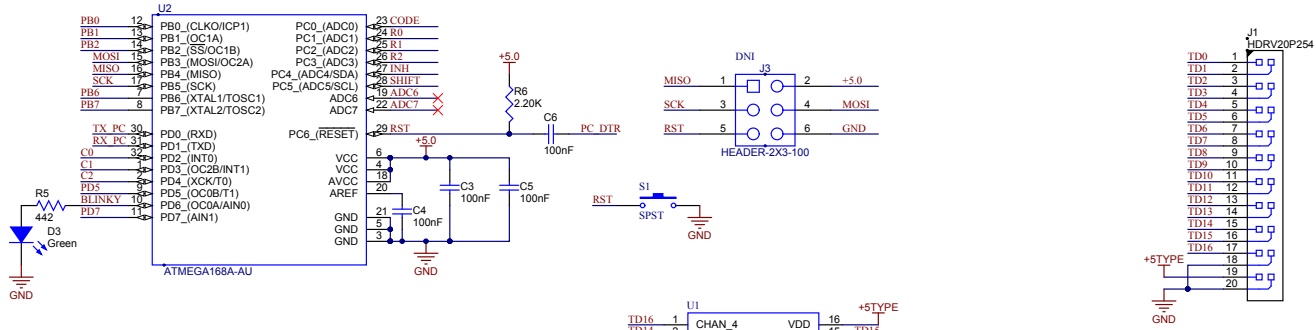 U2
PB0 12 PB0_(CLKO/ICP1) PC0_(ADC0) 23 CODE
PB1 13 PB1_(OC1A) PC1_(ADC1) 24 R0
PB2 14 PB2_(SS/OC1B) PC2_(ADC2) 25 R1
MOSI 15 PB3_(MOSI/OC2A) PC3_(ADC3) 26 R2
MISO 16 PB4_(MISO) PC4_(ADC4/SDA) 27 INH
SCK 17 PB5_(SCK) PC5_(ADC5/SCL) 28 SHIFT
PB6 7 PB6_(XTAL1/TOSC1) ADC6 19 ADC6
PB7 8 PB7_(XTAL2/TOSC2) ADC7 22 ADC7
TX_PC 30 PD0_(RXD) PC6_(RESET) 29 RST
RX_PC 31 PD1_(TXD)
C0 32 PD2_(INT0) VCC 6
C1 1 PD3_(OC2B/INT1) VCC 4
C2 2 PD4_(XCK/T0) AVCC 18
PD5 9 PD5_(OC0B/T1) AREF 20
BLINKY 10 PD6_(OC0A/AIN0)
PD7 11 PD7_(AIN1) GND 21
GND 5
GND 3
ATMEGA168A-AU
R5
442
D3
Green
GND
+5.0
R6
2.20K
C6
100nF
PC_DTR
+5.0
C3
100nF
C5
100nF
C4
100nF
GND
DNI
J3
MISO 1 2 +5.0
SCK 3 4 MOSI
RST 5 6 GND
HEADER-2X3-100
S1
RST
SPST
GND
U1
TD16 1 CHAN_4 VDD 16 +5TYPE
J1
HDRV20P254
TD0 1
TD1 2
TD2 3
TD3 4
TD4 5
TD5 6
TD6 7
TD7 8
TD8 9
TD9 10
TD10 11
TD11 12
TD12 13
TD13 14
TD14 15
TD15 16
TD16 17
18
+5TYPE 19
20
GND